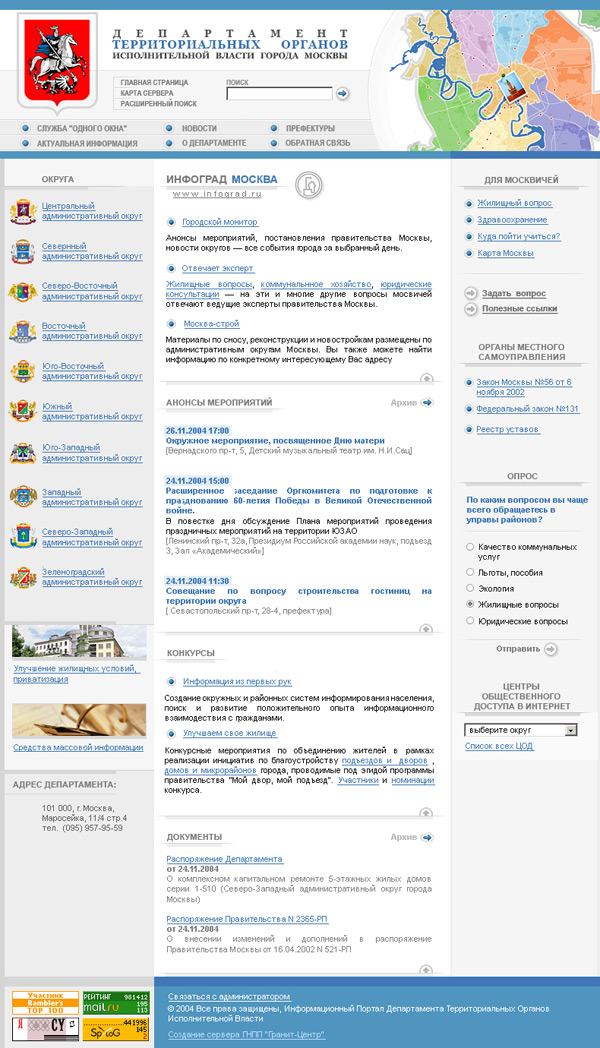 ДЕПАРТАМЕНТ
ТЕРРИТОРИАЛЬНЫХ ОРГАНОВ
ИСПОЛНИТЕЛЬНОЙ ВЛАСТИ ГОРОДА МОСКВЫ
ГЛАВНАЯ СТРАНИЦА
КАРТА СЕРВЕРА
РАСШИРЕННЫЙ ПОИСК
ПОИСК
СЛУЖБА "ОДНОГО ОКНА"
НОВОСТИ
ПРЕФЕКТУРЫ
АКТУАЛЬНАЯ ИНФОРМАЦИЯ
О ДЕПАРТАМЕНТЕ
ОБРАТНАЯ СВЯЗЬ
ОКРУГА
Центральный
административный округ
Севернный
административный округ
Северо-Восточный
административный округ
Восточный
административный округ
Юго-Восточный
административный округ
Южный
административный округ
Юго-Западный
административный округ
Западный
административный округ
Северо-Западный
административный округ
Зеленоградский
административный округ
Улучшение жилищных условий,
приватизация
Средства массовой информации
АДРЕС ДЕПАРТАМЕНТА:
101 000, г. Москва,
Маросейка, 11/4 стр.4
тел. (095) 957-95-59
ИНФОГРАД МОСКВА
www.infograd.ru
Городской монитор
Анонсы мероприятий, постановления правительства Москвы,
новости округов — все события города за выбранный день.
Отвечает эксперт
Жилищные вопросы, коммунальное хозяйство, юридические
консультации — на эти и многие другие вопросы мосвичей
отвечают ведущие эксперты правительства Москвы.
Москва-строй
Материалы по сносу, реконструкции и новостройкам размещены по
административным округам Москвы. Вы также можете найти
информацию по конкретному интересующему Вас адресу
АНОНСЫ МЕРОПРИЯТИЙ
Архив
26.11.2004 17:00
Окружное мероприятие, посвященное Дню матери
[Вернадского пр-т, 5, Детский музыкальный театр им. Н.И.Сац]
24.11.2004 15:00
Расширенное заседание Оргкомитета по подготовке к
празднованию 60-летия Победы в Великой Отечественной
войне.
В повестке дня обсуждение Плана мероприятий проведения
праздничных мероприятий на территории ЮЗАО
[Ленинский пр-т, 32а, Президиум Российской академии наук, подъезд
3, Зал «Академический»]
24.11.2004 11:30
Совещание по вопросу строительства гостиниц на
территории округа
[ Севастопольский пр-т, 28-4, префектура]
КОНКУРСЫ
Информация из первых рук
Создание окружных и районных систем информирования населения,
поиск и развитие положительного опыта информационного
взаимодествия с гражданами.
Улучшаем свое жилище
Конкурсные мероприятия по объединению жителей в рамках
реализации инициатив по благоустройству подъездов и дворов ,
домов и микрорайонов города, проводимые под эгидой программы
правительства "Мой двор, мой подъезд". Участники и номинации
конкурса.
ДОКУМЕНТЫ
Архив
Распоряжение Департамента
от 24.11.2004
О комплексном капитальном ремонте 5-этажных жилых домов
серии 1-510 (Северо-Западный административный округ города
Москвы)
Распоряжение Правительства N 2365-РП
от 24.11.2004
О внесении изменений и дополнений в распоряжение
Правительства Москвы от 16.04.2002 N 521-РП
ДЛЯ МОСКВИЧЕЙ
Жилищный вопрос
Здравоохранение
Куда пойти учиться?
Карта Москвы
Задать вопрос
Полезные ссылки
ОРГАНЫ МЕСТНОГО
САМОУПРАВЛЕНИЯ
Закон Москвы №56 от 6
ноября 2002
Федеральный закон №131
Реестр уставов
ОПРОС
По каким вопросом вы чаще
всего обращаетесь в
управы районов?
Качество коммунальных
услуг
Льготы, пособия
Экология
Жилищные вопросы
Юридические вопросы
Отправить
ЦЕНТРЫ
ОБЩЕСТВЕННОГО
ДОСТУПА В ИНТЕРНЕТ
выберите округ
Список всех ЦОД
Участник
Rambler's
TOP 100
РЕЙТИНГ
mail.ru
981412
195
113
Я CY
SpyLOG
441996
145
2
Связаться с администратором
© 2004 Все права защищены, Информационный Портал Департамента Территориальных Органов
Исполнительной Власти
Создание сервера ГНПП "Гранит-Центр"